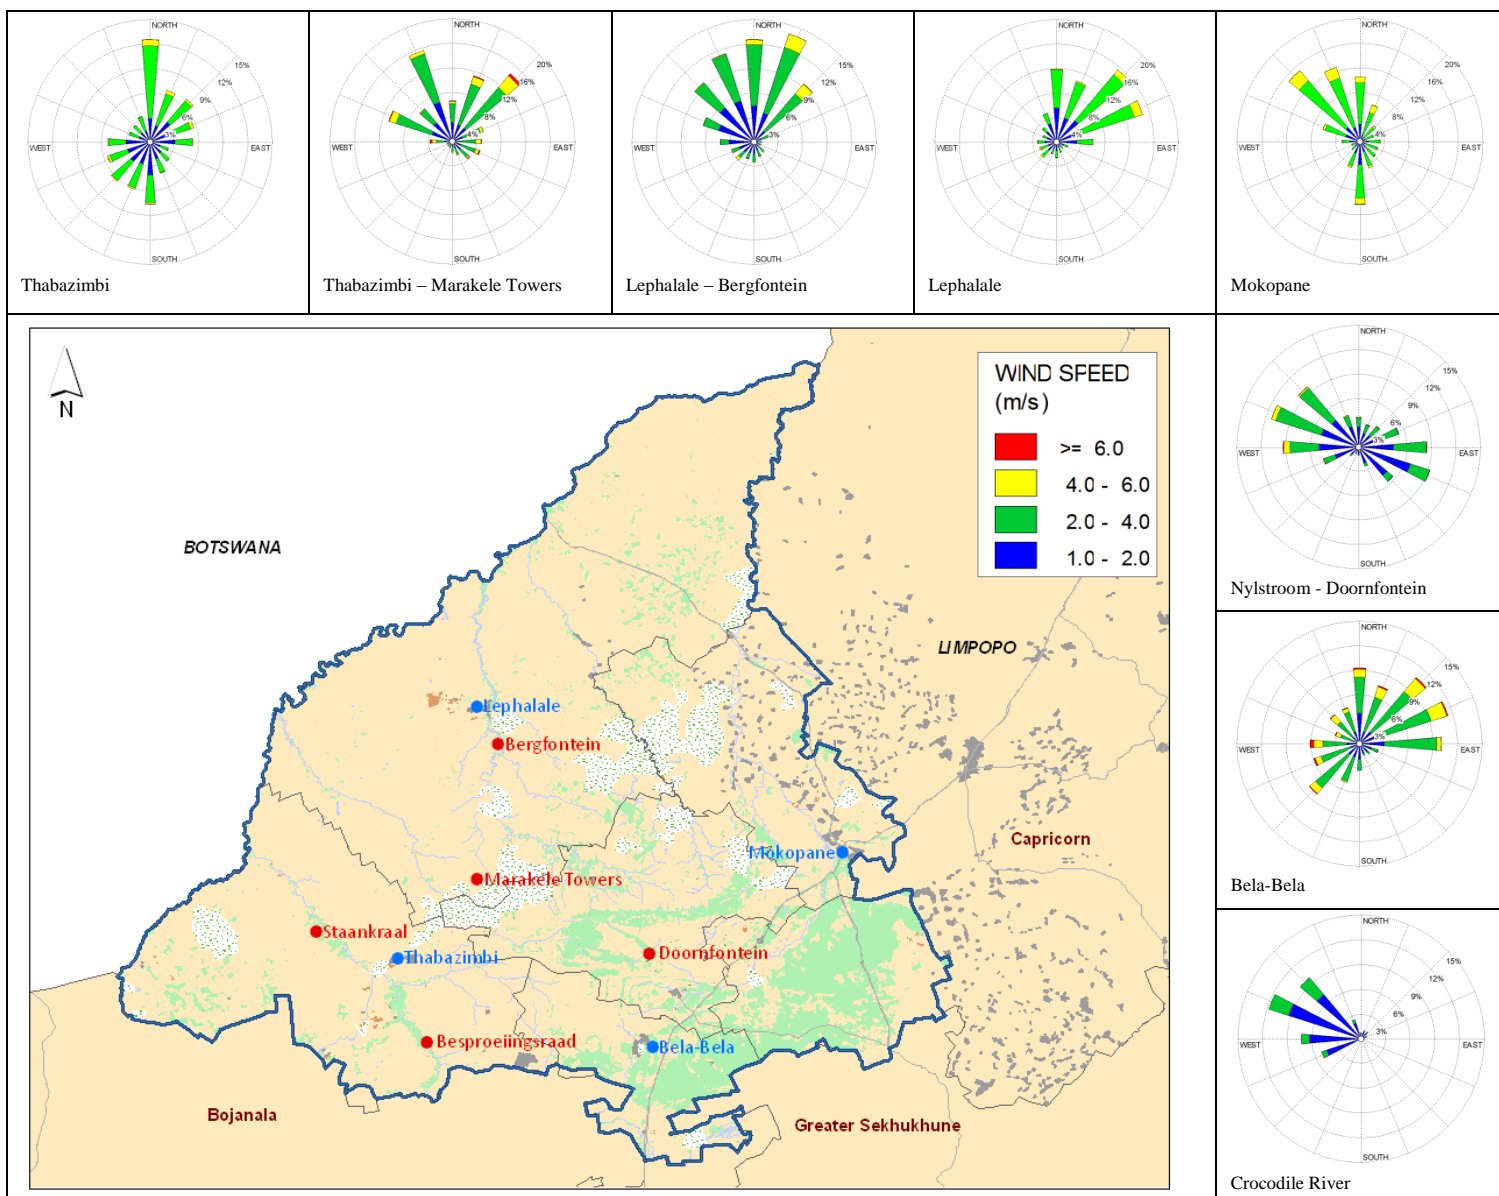 NORTH
15%
12%
9%
6%
3%
WEST
EAST
SOUTH
Thabazimbi
NORTH
20%
16%
12%
8%
4%
WEST
EAST
SOUTH
Thabazimbi – Marakele Towers
NORTH
15%
12%
9%
6%
3%
WEST
EAST
SOUTH
Lephalale – Bergfontein
NORTH
20%
16%
12%
8%
4%
WEST
EAST
SOUTH
Lephalale
NORTH
20%
16%
12%
8%
4%
WEST
EAST
SOUTH
Mokopane
N
WIND SPEED
(m/s)
>= 6.0
4.0 - 6.0
2.0 - 4.0
1.0 - 2.0
BOTSWANA
LIMPOPO
Lephalale
Bergfontein
Capricorn
Mokopane
Marakele Towers
Staankraal
Thabazimbi
Doornfontein
Besproeiingsraad
Bela-Bela
Bojanala
Greater Sekhukhune
NORTH
15%
12%
9%
6%
3%
WEST
EAST
SOUTH
Nylstroom - Doornfontein
NORTH
15%
12%
9%
6%
3%
WEST
EAST
SOUTH
Bela-Bela
NORTH
15%
12%
9%
6%
3%
WEST
EAST
SOUTH
Crocodile River